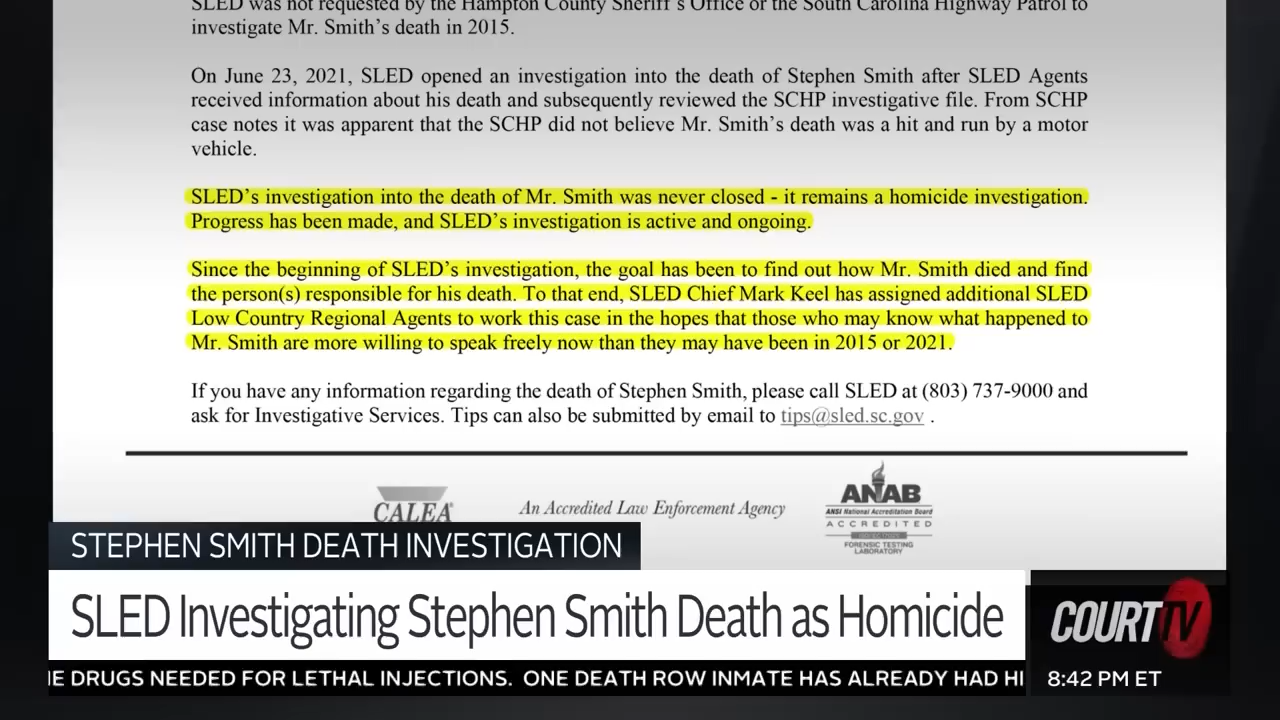 SLED was not requested by the Hampton County Sheriff's Office or the South Carolina Highway Patrol to
investigate Mr. Smith's death in 2015.
On June 23, 2021, SLED opened an investigation into the death of Stephen Smith after SLED Agents
received information about his death and subsequently reviewed the SCHP investigative file. From SCHP
case notes it was apparent that the SCHP did not believe Mr. Smith's death was a hit and run by a motor
vehicle.
SLED's investigation into the death of Mr. Smith was never closed - it remains a homicide investigation.
Progress has been made, and SLED's investigation is active and ongoing.
Since the beginning of SLED's investigation, the goal has been to find out how Mr. Smith died and find
the person(s) responsible for his death. To that end, SLED Chief Mark Keel has assigned additional SLED
Low Country Regional Agents to work this case in the hopes that those who may know what happened to
Mr. Smith are more willing to speak freely now than they may have been in 2015 or 2021.
If you have any information regarding the death of Stephen Smith, please call SLED at (803) 737-9000 and
ask for Investigative Services. Tips can also be submitted by email to tips@sled.sc.gov .
CALEA
An Accredited Law Enforcement Agency
ANAB
ANSI National Accreditation Board
ACCREDITED
FORENSIC TESTING
LABORATORY
STEPHEN SMITH DEATH INVESTIGATION
SLED Investigating Stephen Smith Death as Homicide
COURT TV
DRUGS NEEDED FOR LETHAL INJECTIONS. ONE DEATH ROW INMATE HAS ALREADY HAD HI
8:42 PM ET